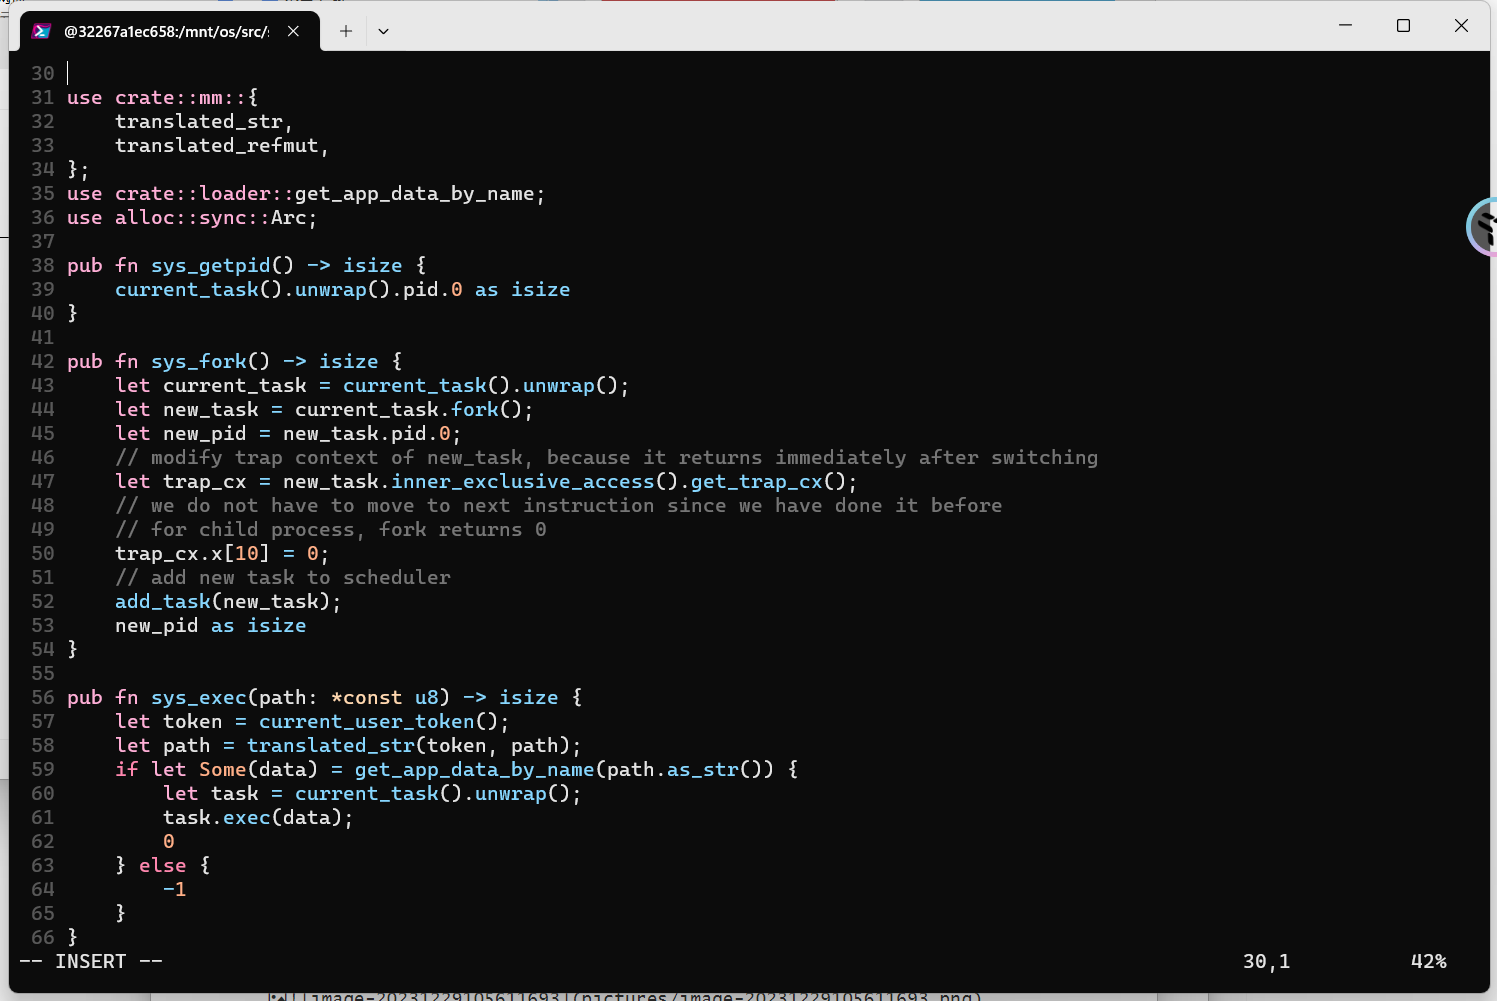 @32267a1ec658:/mnt/os/src/
30
31 use crate::mm::{
32     translated_str,
33     translated_refmut,
34 };
35 use crate::loader::get_app_data_by_name;
36 use alloc::sync::Arc;
37
38 pub fn sys_getpid() -> isize {
39     current_task().unwrap().pid.0 as isize
40 }
41
42 pub fn sys_fork() -> isize {
43     let current_task = current_task().unwrap();
44     let new_task = current_task.fork();
45     let new_pid = new_task.pid.0;
46     // modify trap context of new_task, because it returns immediately after switching
47     let trap_cx = new_task.inner_exclusive_access().get_trap_cx();
48     // we do not have to move to next instruction since we have done it before
49     // for child process, fork returns 0
50     trap_cx.x[10] = 0;
51     // add new task to scheduler
52     add_task(new_task);
53     new_pid as isize
54 }
55
56 pub fn sys_exec(path: *const u8) -> isize {
57     let token = current_user_token();
58     let path = translated_str(token, path);
59     if let Some(data) = get_app_data_by_name(path.as_str()) {
60         let task = current_task().unwrap();
61         task.exec(data);
62         0
63     } else {
64         -1
65     }
66 }
-- INSERT -- 30,1 42%
![image-20231229105611693](pictures/image-20231229105611693.png)